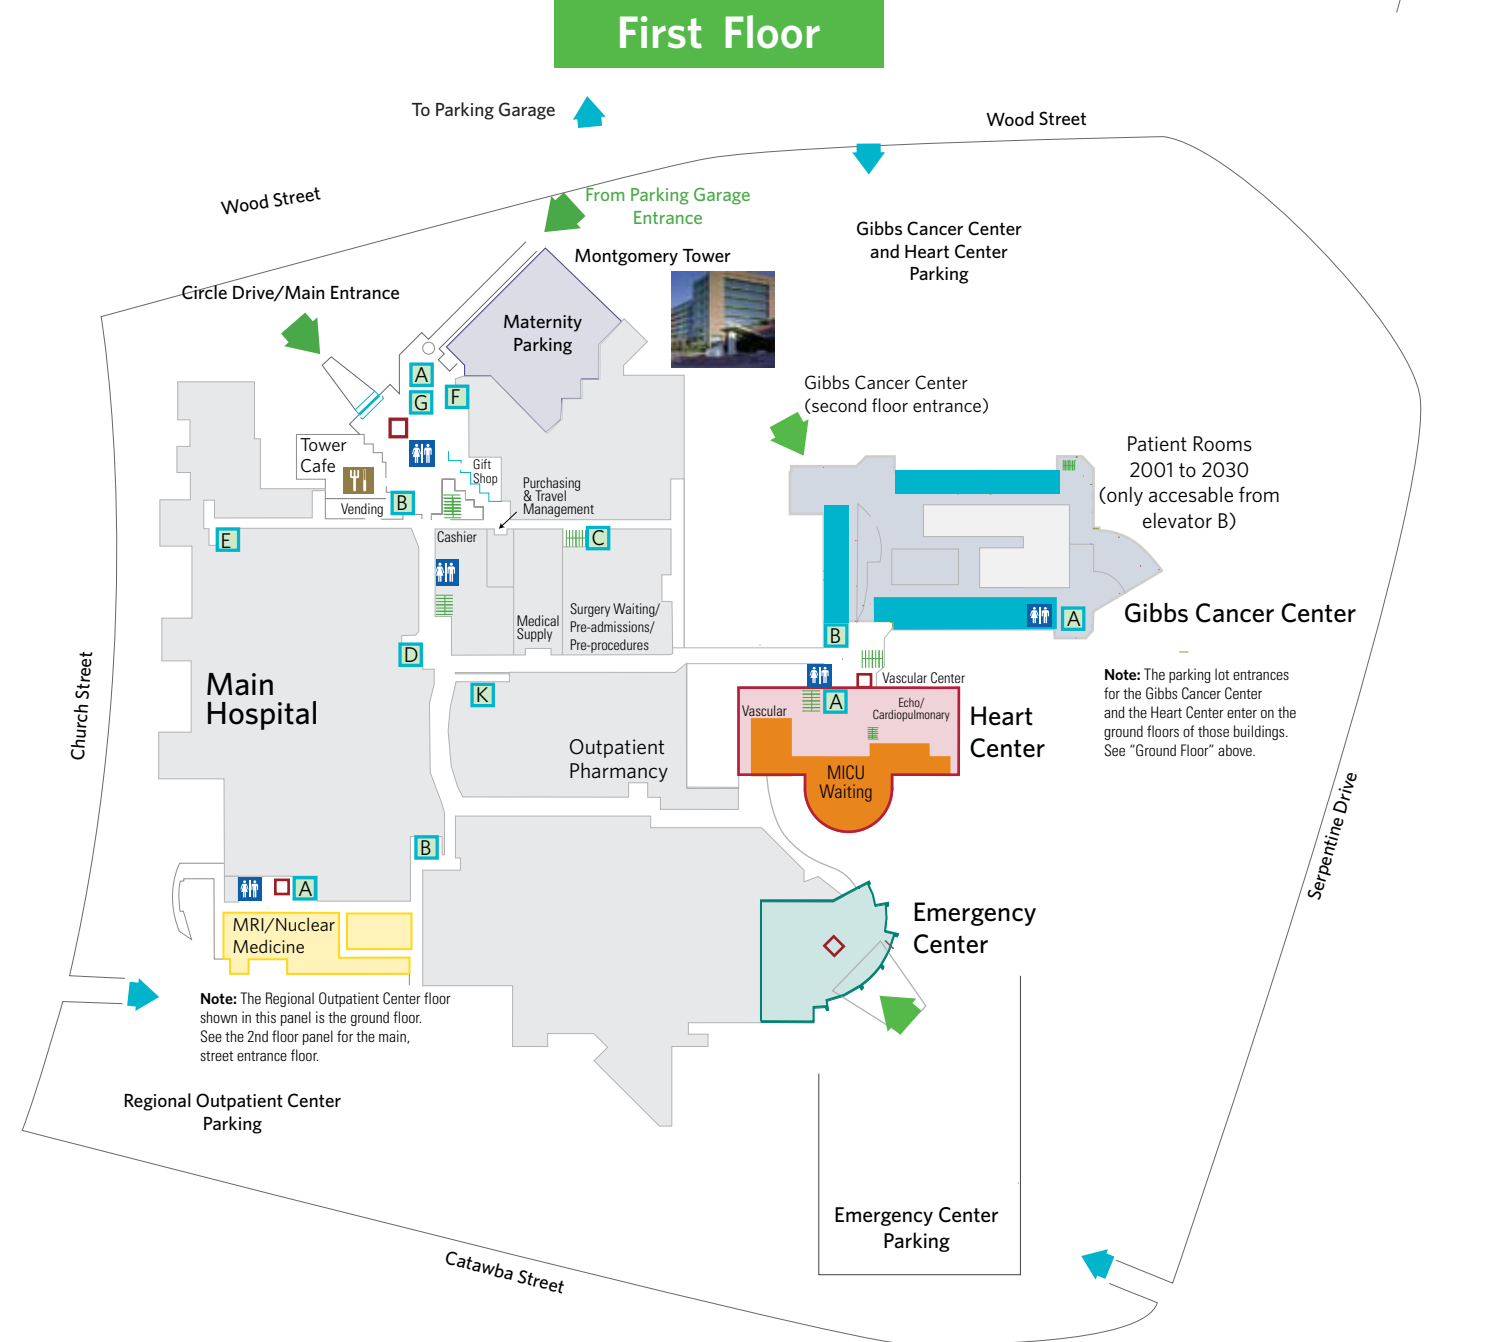 First Floor
To Parking Garage
Wood Street
Wood Street
From Parking Garage
Entrance
Gibbs Cancer Center
and Heart Center
Parking
Montgomery Tower
Circle Drive/Main Entrance
Maternity
Parking
A
G
F
Gibbs Cancer Center
(second floor entrance)
Tower
Cafe
Gift
Shop
Vending
B
Purchasing
& Travel
Management
Patient Rooms
2001 to 2030
(only accesable from
elevator B)
E
Cashier
C
Medical
Supply
Surgery Waiting/
Pre-admissions/
Pre-procedures
A
B
Gibbs Cancer Center
D
Main
Hospital
K
Church Street
Vascular Center
A
Vascular
Echo/
Cardiopulmonary
Heart
Center
Note: The parking lot entrances
for the Gibbs Cancer Center
and the Heart Center enter on the
ground floors of those buildings.
See “Ground Floor” above.
Outpatient
Pharmancy
MICU
Waiting
Serpentine Drive
B
A
MRI/Nuclear
Medicine
Emergency
Center
Note: The Regional Outpatient Center floor
shown in this panel is the ground floor.
See the 2nd floor panel for the main,
street entrance floor.
Regional Outpatient Center
Parking
Emergency Center
Parking
Catawba Street